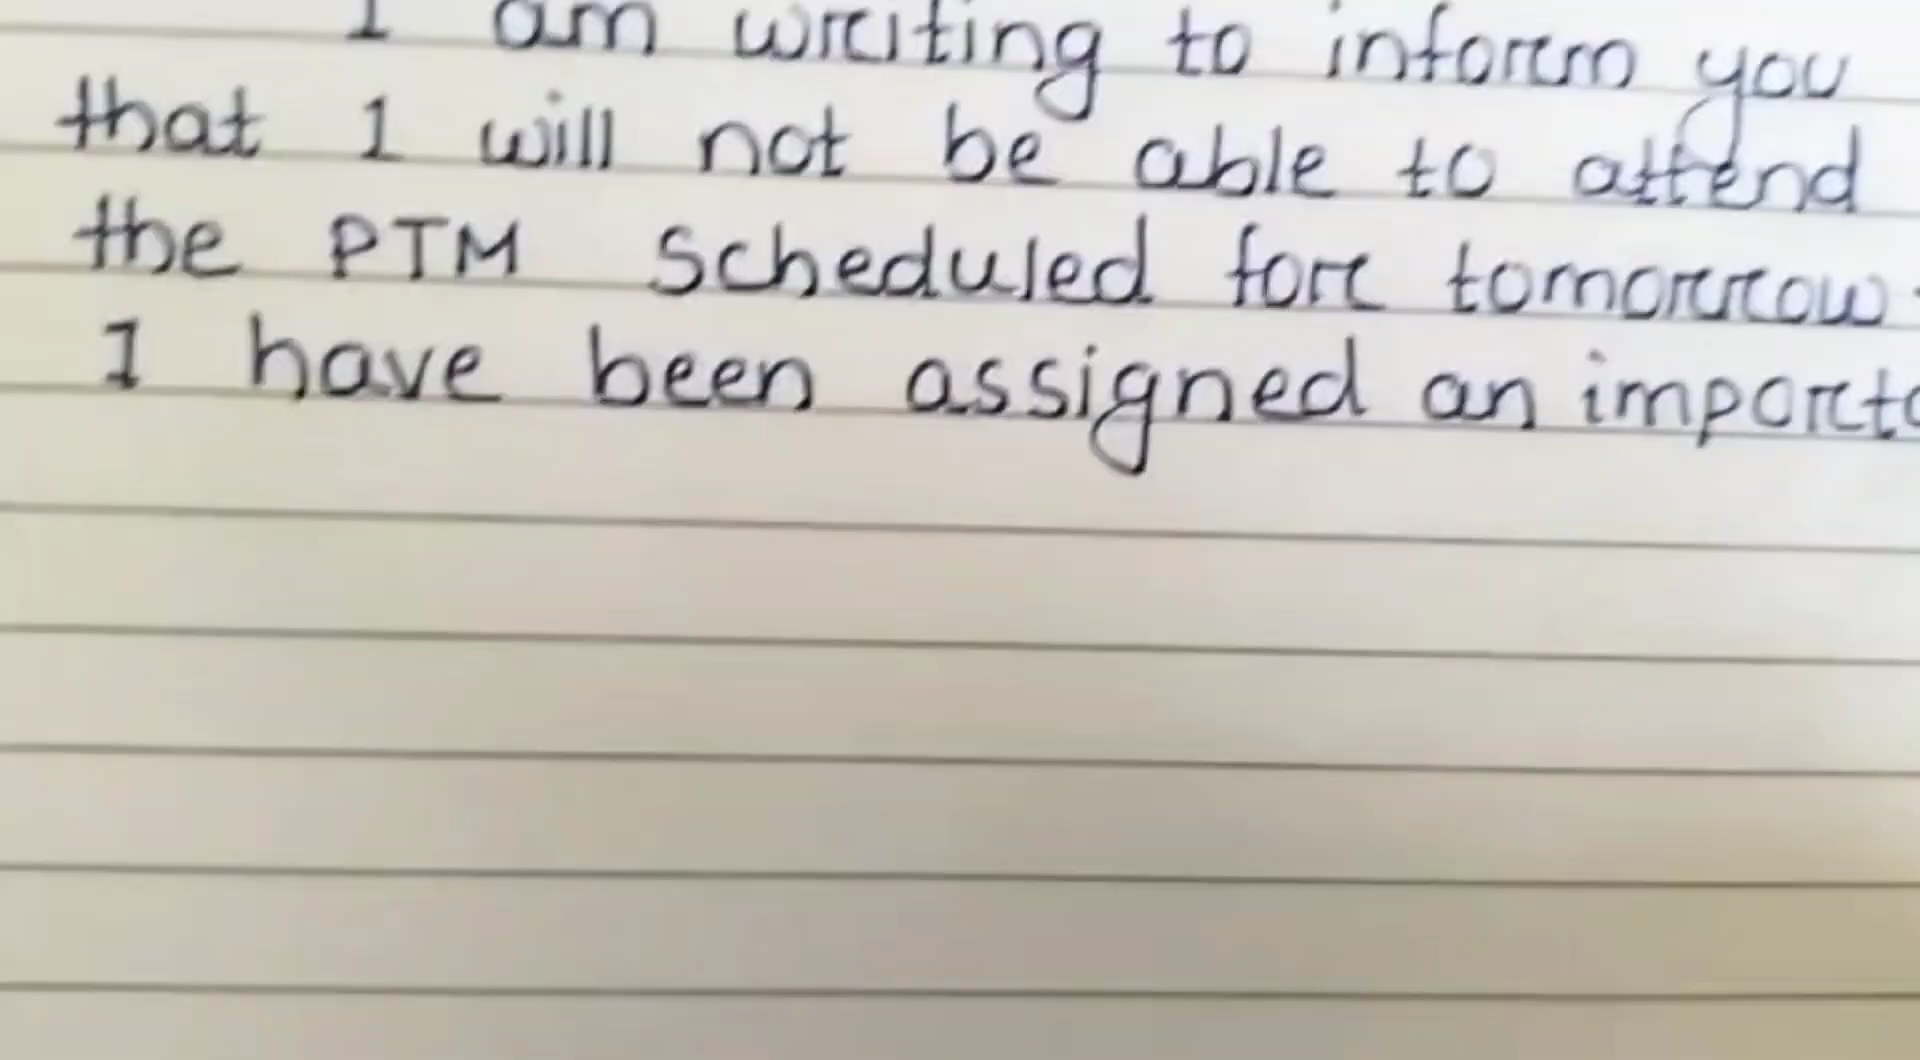 I am writing to inform you
that I will not be able to attend
the PTM scheduled for tomorrow.
I have been assigned an